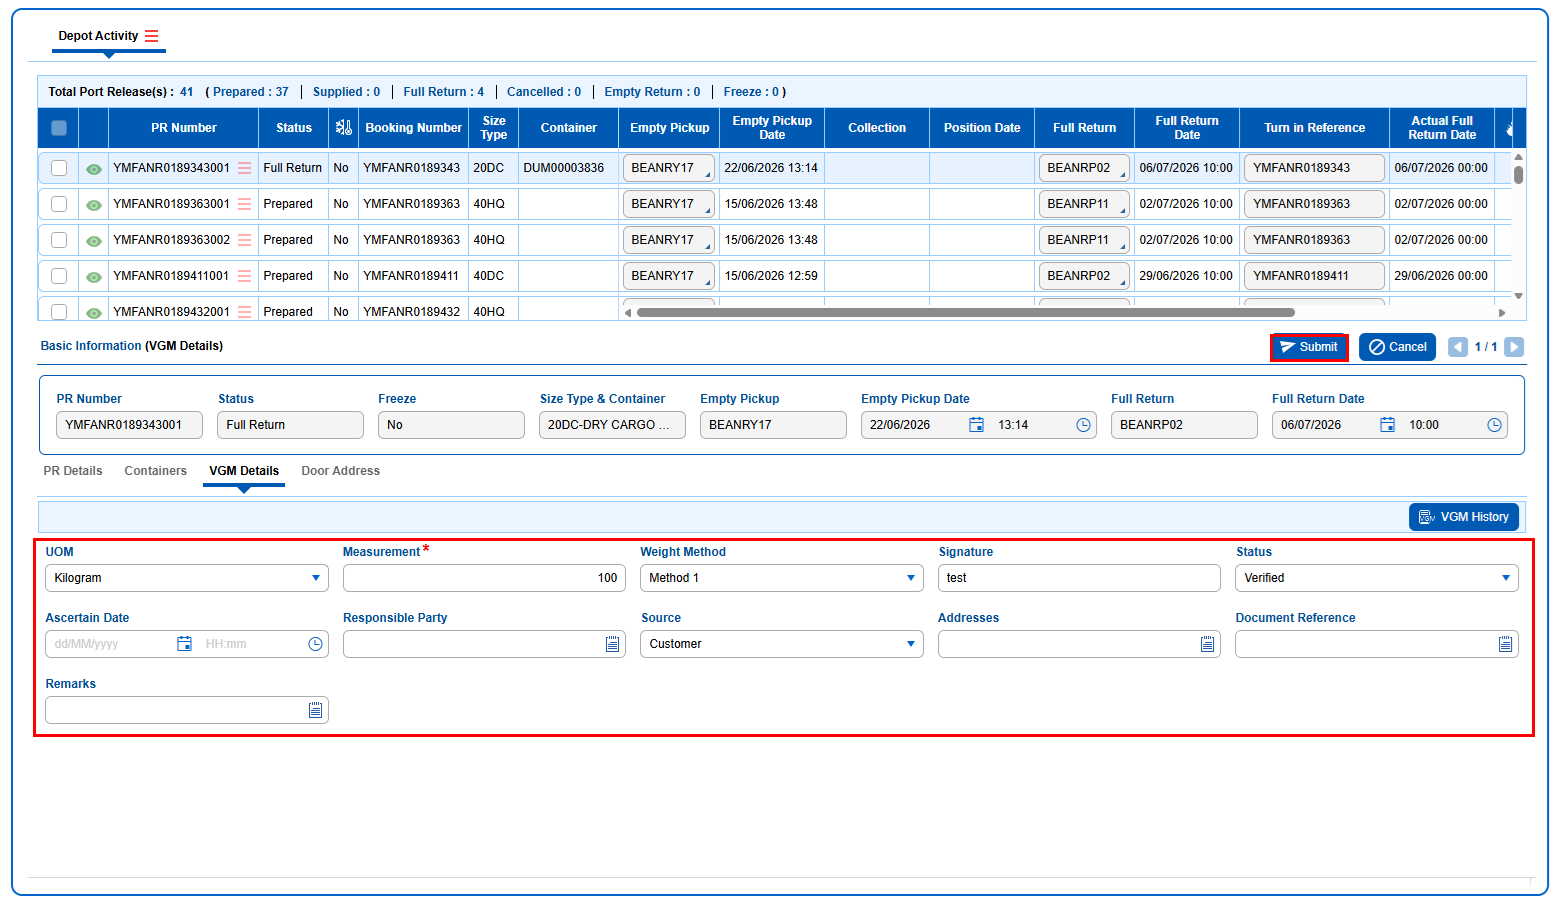 Depot Activity
Total Port Release(s) : 41 ( Prepared : 37 | Supplied : 0 | Full Return : 4 | Cancelled : 0 | Empty Return : 0 | Freeze : 0 )
PR Number Status Booking Number Size Type Container Empty Pickup Empty Pickup Date Collection Position Date Full Return Full Return Date Turn in Reference Actual Full Return Date
YMFANR0189343001 Full Return No YMFANR0189343 20DC DUM00003836 BEANRY17 22/06/2026 13:14 BEANRP02 06/07/2026 10:00 YMFANR0189343 06/07/2026 00:00
YMFANR0189363001 Prepared No YMFANR0189363 40HQ BEANRY17 15/06/2026 13:48 BEANRP11 02/07/2026 10:00 YMFANR0189363 02/07/2026 00:00
YMFANR0189363002 Prepared No YMFANR0189363 40HQ BEANRY17 15/06/2026 13:48 BEANRP11 02/07/2026 10:00 YMFANR0189363 02/07/2026 00:00
YMFANR0189411001 Prepared No YMFANR0189411 40DC BEANRY17 15/06/2026 12:59 BEANRP02 29/06/2026 10:00 YMFANR0189411 29/06/2026 00:00
YMFANR0189432001 Prepared No YMFANR0189432 40HQ
Basic Information (VGM Details) Submit Cancel 1 / 1
PR Number Status Freeze Size Type & Container Empty Pickup Empty Pickup Date Full Return Full Return Date
YMFANR0189343001 Full Return No 20DC-DRY CARGO ... BEANRY17 22/06/2026 13:14 BEANRP02 06/07/2026 10:00
PR Details Containers VGM Details Door Address
VGM History
UOM Measurement* Weight Method Signature Status
Kilogram 100 Method 1 test Verified
Ascertain Date Responsible Party Source Addresses Document Reference
dd/MM/yyyy HH:mm Customer
Remarks